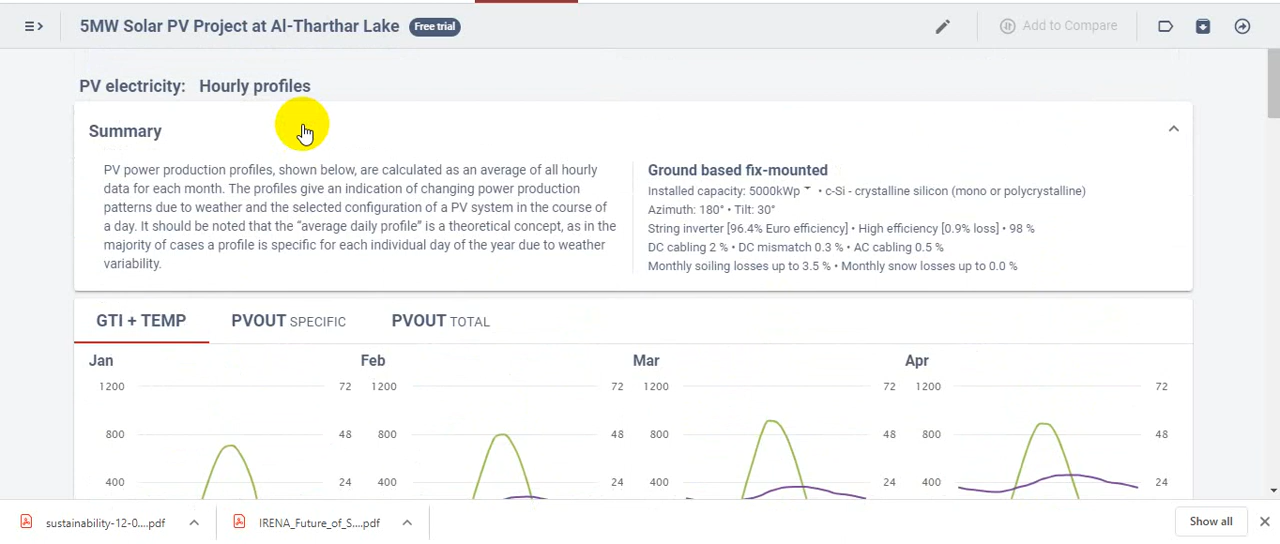 5MW Solar PV Project at Al-Tharthar Lake Free trial Add to Compare
PV electricity: Hourly profiles
Summary
PV power production profiles, shown below, are calculated as an average of all hourly
data for each month. The profiles give an indication of changing power production
patterns due to weather and the selected configuration of a PV system in the course of
a day. It should be noted that the “average daily profile” is a theoretical concept, as in the
majority of cases a profile is specific for each individual day of the year due to weather
variability.
Ground based fix-mounted
Installed capacity: 5000kWp • c-Si - crystalline silicon (mono or polycrystalline)
Azimuth: 180° • Tilt: 30°
String inverter [96.4% Euro efficiency] • High efficiency [0.9% loss] • 98 %
DC cabling 2 % • DC mismatch 0.3 % • AC cabling 0.5 %
Monthly soiling losses up to 3.5 % • Monthly snow losses up to 0.0 %
GTI + TEMP PVOUT SPECIFIC PVOUT TOTAL
Jan Feb Mar Apr
1200 72 1200 72 1200 72 1200 72
800 48 800 48 800 48 800 48
400 24 400 24 400 24 400 24
sustainability-12-0....pdf IRENA_Future_of_S....pdf Show all